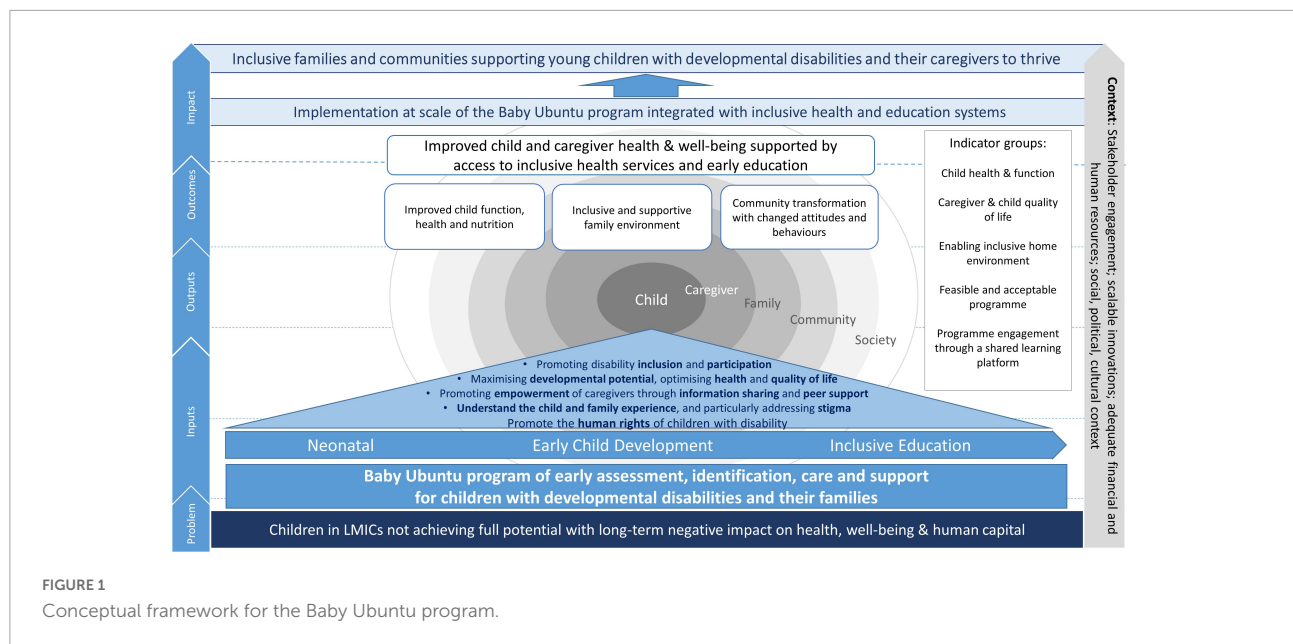 Inclusive families and communities supporting young children with developmental disabilities and their caregivers to thrive
Implementation at scale of the Baby Ubuntu program integrated with inclusive health and education systems
Impact
Outcomes
Outputs
Inputs
Problem
Improved child and caregiver health & well-being supported by
access to inclusive health services and early education
Improved child function,
health and nutrition
Inclusive and supportive
family environment
Community transformation
with changed attitudes and
behaviours
Child
Caregiver
Family
Community
Society
Indicator groups:
Child health & function
Caregiver & child quality
of life
Enabling inclusive home
environment
Feasible and acceptable
programme
Programme engagement
through a shared learning
platform
Context: Stakeholder engagement; scalable innovations; adequate financial and
human resources; social, political, cultural context
• Promoting disability inclusion and participation
• Maximising developmental potential, optimising health and quality of life
• Promoting empowerment of caregivers through information sharing and peer support
• Understand the child and family experience, and particularly addressing stigma
Promote the human rights of children with disability
Neonatal
Early Child Development
Inclusive Education
Baby Ubuntu program of early assessment, identification, care and support
for children with developmental disabilities and their families
Children in LMICs not achieving full potential with long-term negative impact on health, well-being & human capital
FIGURE 1
Conceptual framework for the Baby Ubuntu program.